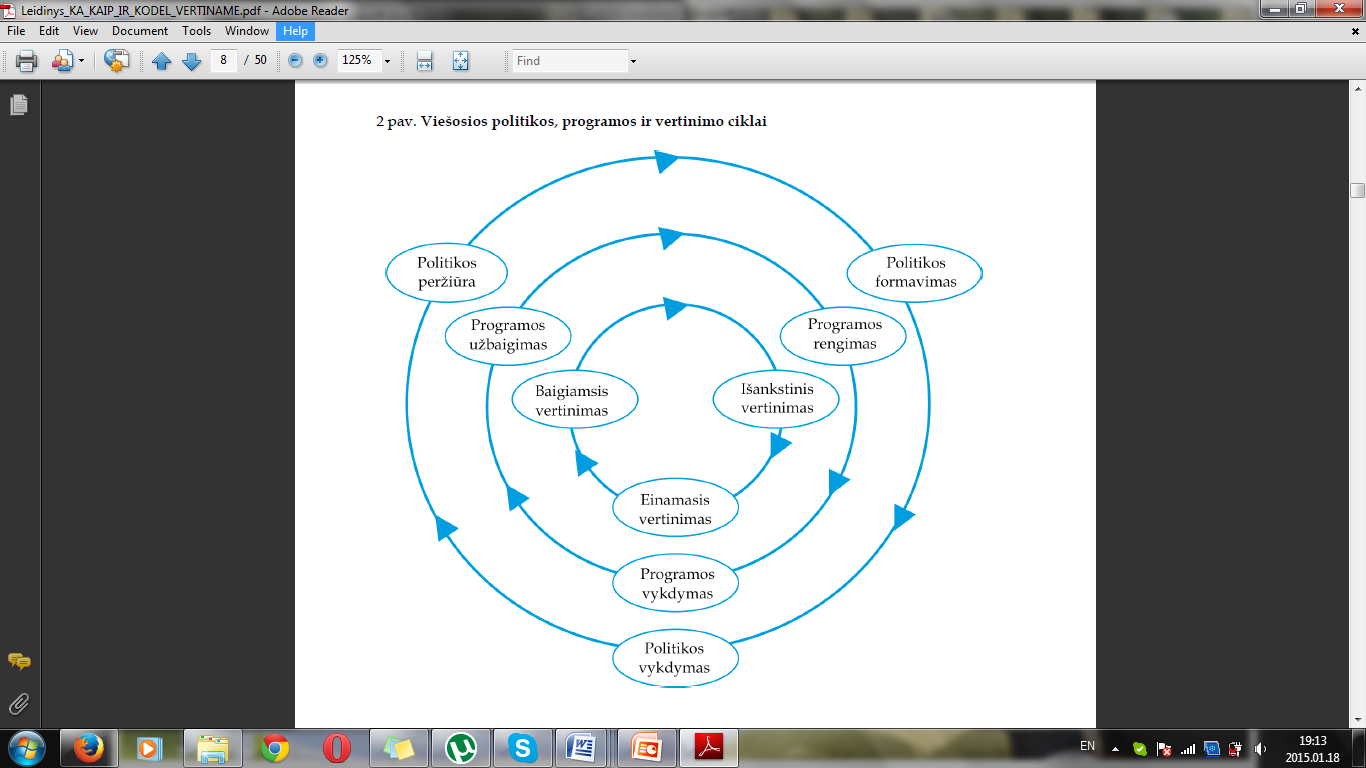 Leidinys_KA_KAIP_IR_KODEL_VERTINAME.pdf - Adobe Reader
File Edit View Document Tools Window Help
8 / 50 125% Find
2 pav. Viešosios politikos, programos ir vertinimo ciklai
Politikos
peržiūra
Politikos
formavimas
Programos
užbaigimas
Programos
rengimas
Baigiamsis
vertinimas
Išankstinis
vertinimas
Einamasis
vertinimas
Programos
vykdymas
Politikos
vykdymas
EN
19:13
2015.01.18